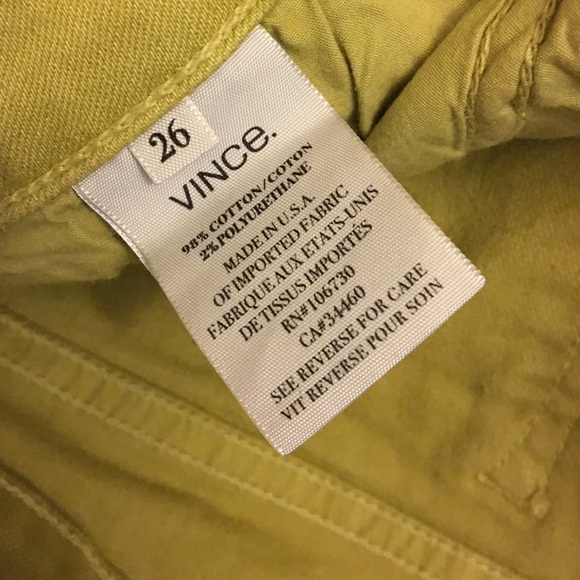 26
VINCE.
98% COTTON/COTON
2% POLYURETHANE
MADE IN U.S.A.
OF IMPORTED FABRIC
FABRIQUE AUX ETATS-UNIS
DE TISSUS IMPORTÉS
RN#106730
CA#34460
SEE REVERSE FOR CARE
VIT REVERSE POUR SOIN